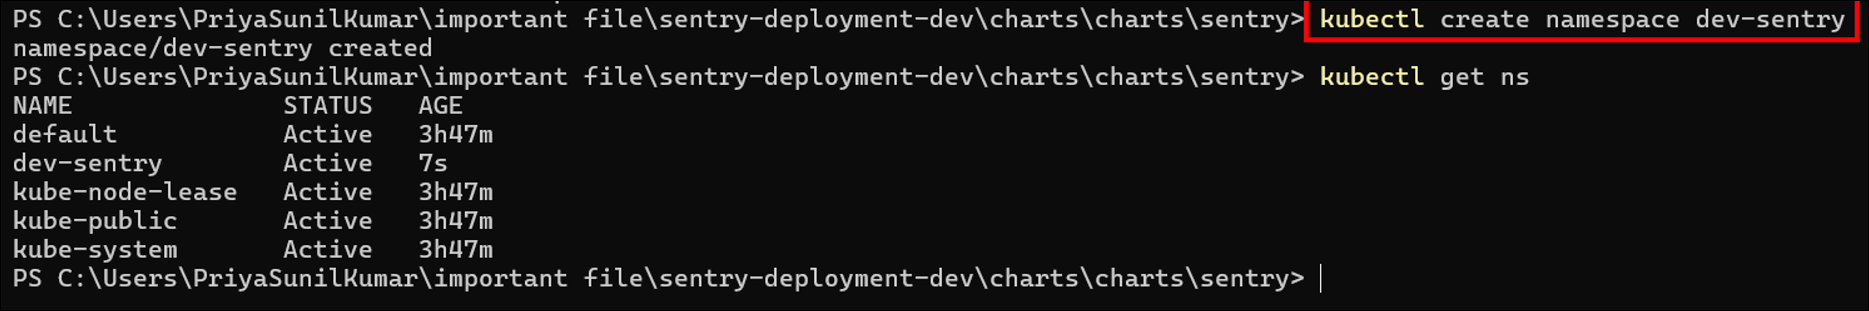 PS C:\Users\PriyaSunilKumar\important file\sentry-deployment-dev\charts\charts\sentry> kubectl create namespace dev-sentry
namespace/dev-sentry created
PS C:\Users\PriyaSunilKumar\important file\sentry-deployment-dev\charts\charts\sentry> kubectl get ns
NAME STATUS AGE
default Active 3h47m
dev-sentry Active 7s
kube-node-lease Active 3h47m
kube-public Active 3h47m
kube-system Active 3h47m
PS C:\Users\PriyaSunilKumar\important file\sentry-deployment-dev\charts\charts\sentry>